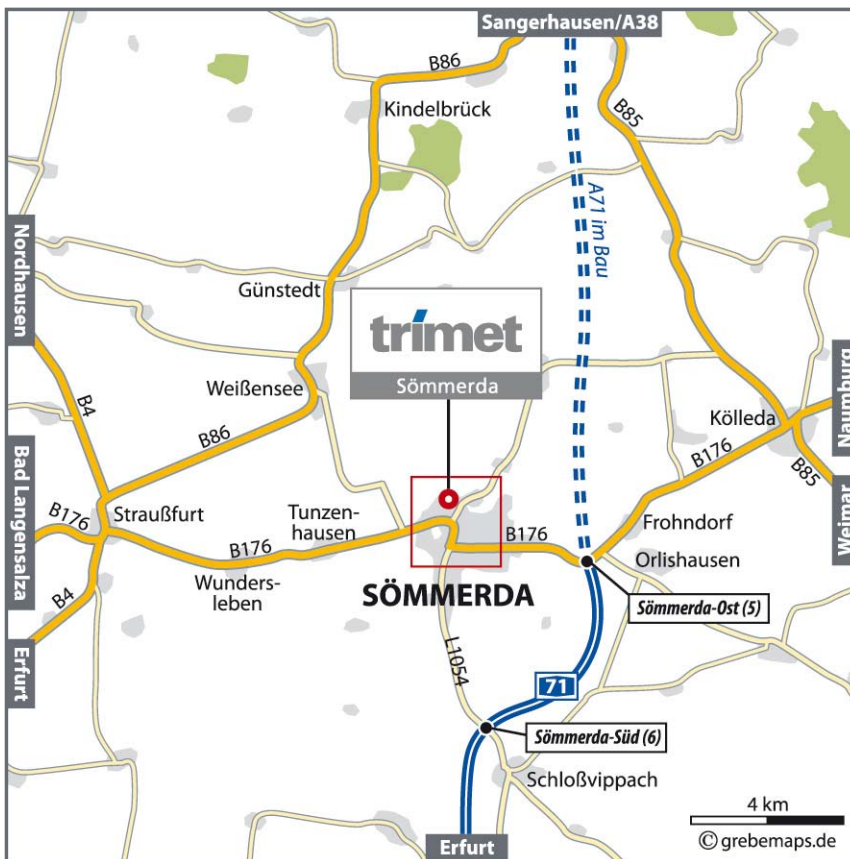 Sangerhausen/A38
B86
Kindelbrück
B85
A71 im Bau
Nordhausen
Günstedt
trimet
Sömmerda
Weißensee
B4
B86
Kölleda
Naumburg
B176
B85
Weimar
Bad Langensalza
B176
Straußfurt
Tunzen-
hausen
B176
Frohndorf
B176
Wunders-
leben
Orlishausen
SÖMMERDA
Sömmerda-Ost (5)
B4
Erfurt
L1054
71
Sömmerda-Süd (6)
Schloßvippach
4 km
Erfurt
© grebemaps.de